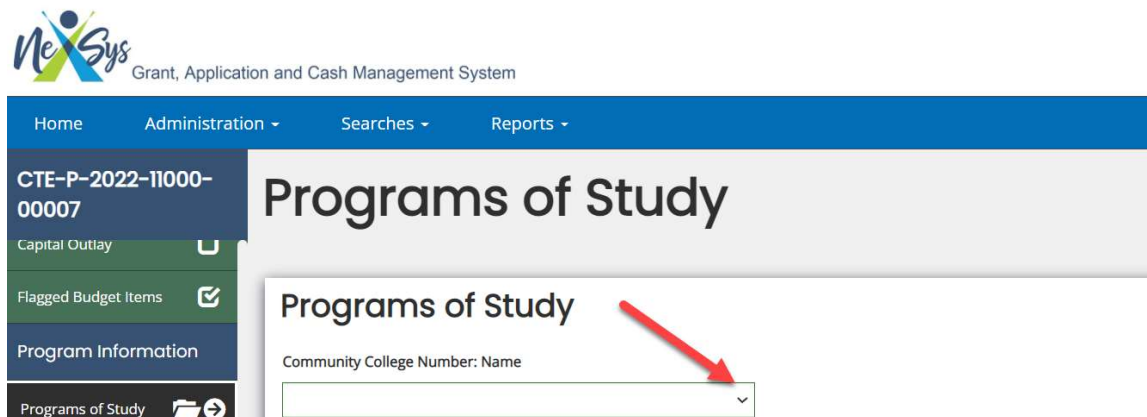 NexSys
Grant, Application and Cash Management System
Home Administration Searches Reports
CTE-P-2022-11000-
00007
Programs of Study
Capital Outlay
Flagged Budget Items
Programs of Study
Program Information
Community College Number: Name
Programs of Study